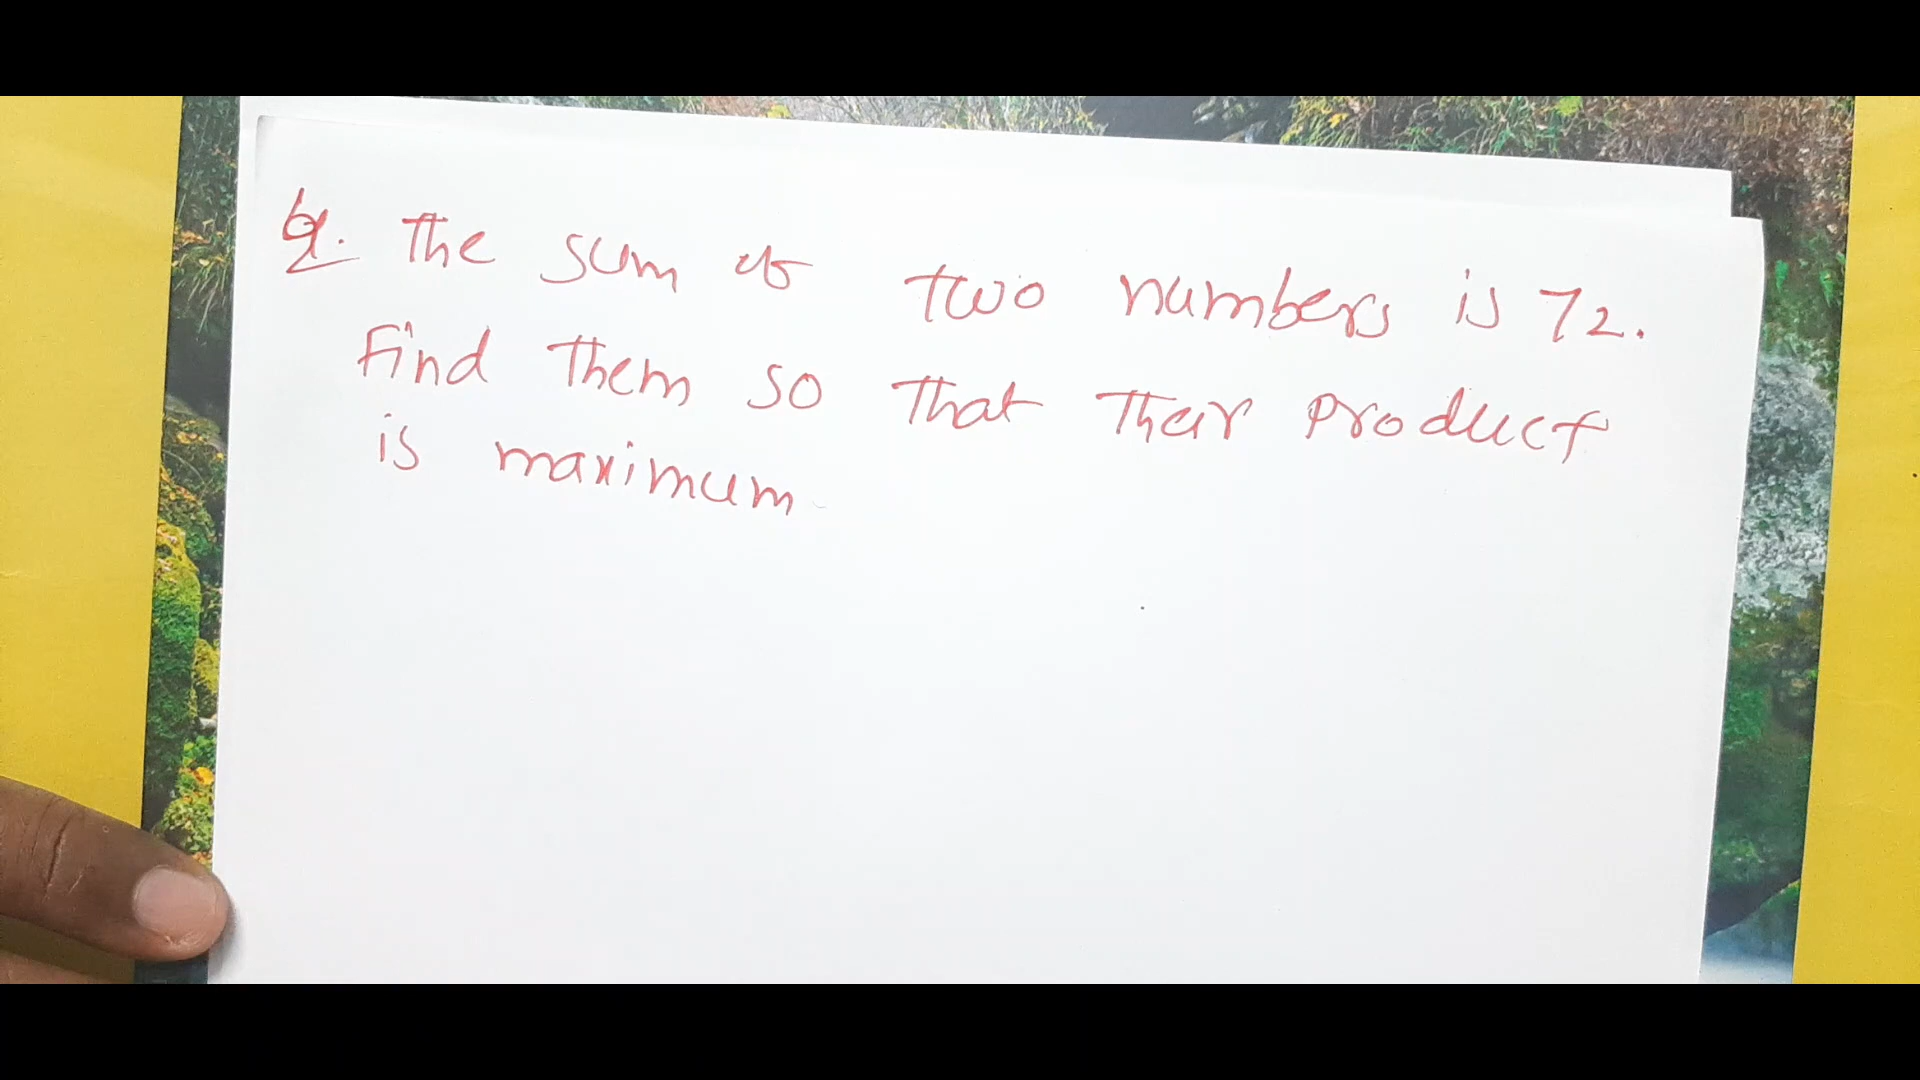 Q. The sum of two numbers is 72.
Find them so that their product
is maximum